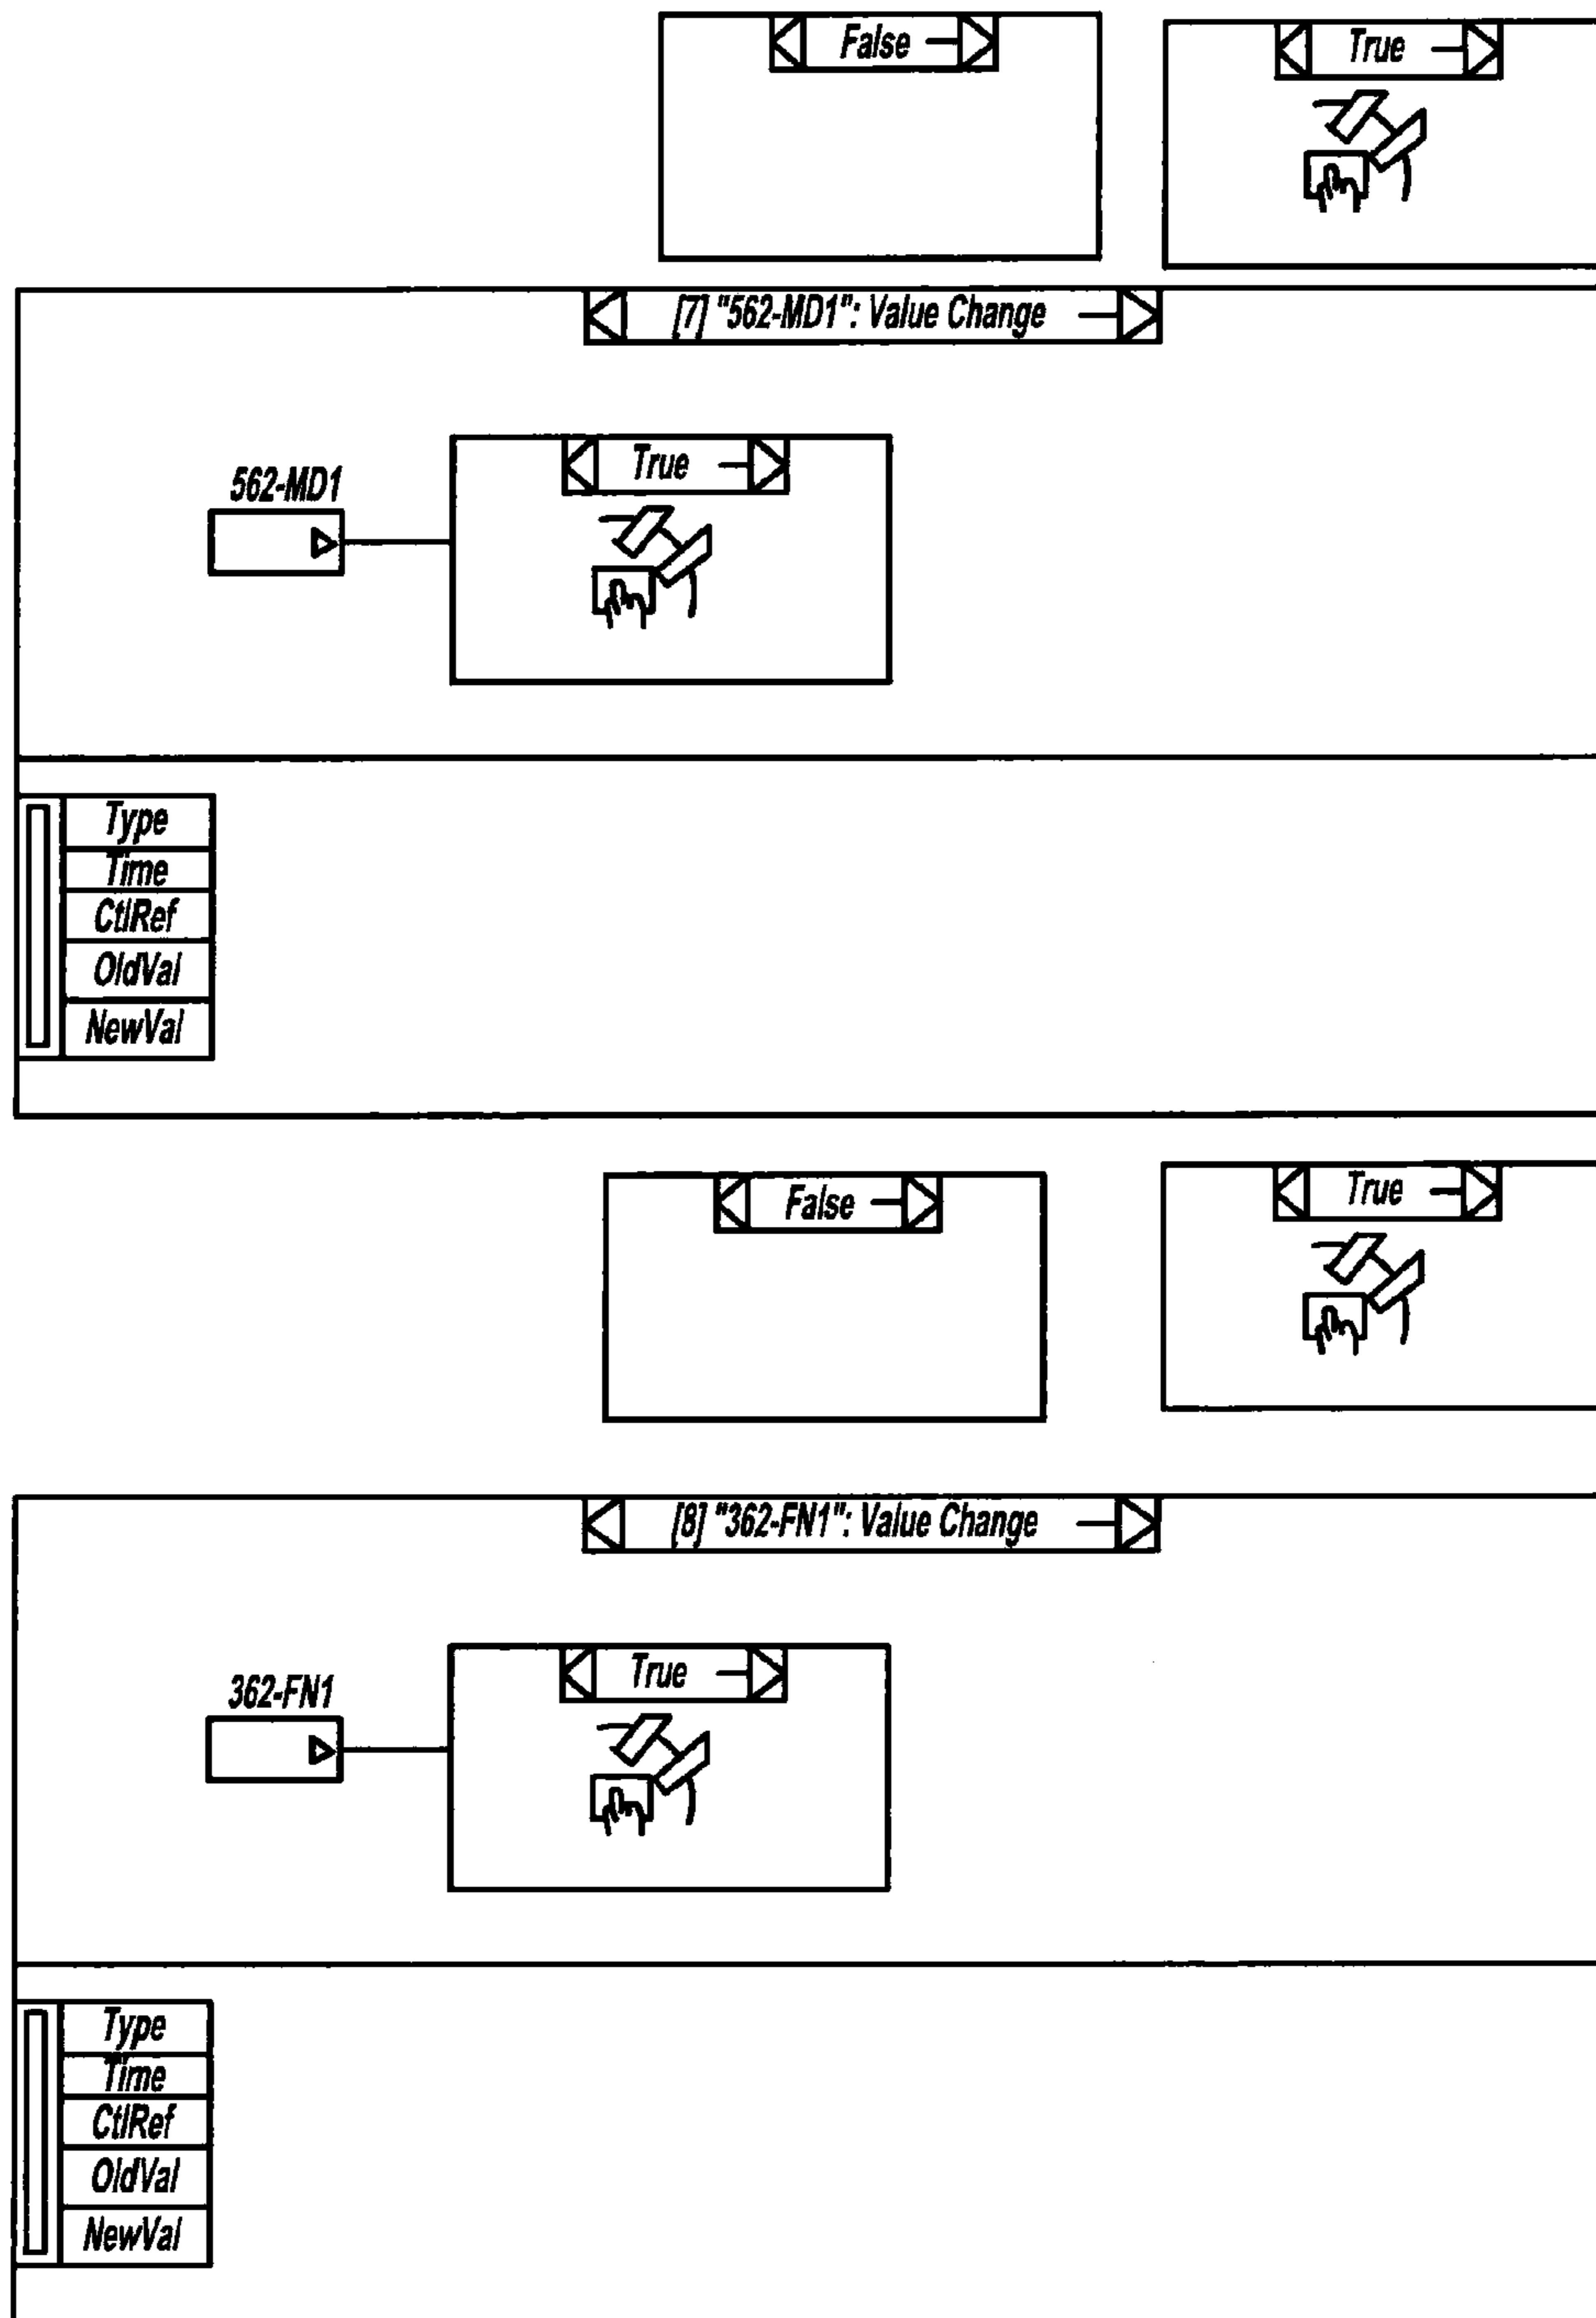 False
True
[7] "562-MD1": Value Change
True
562-MD1
Type
Time
CtlRef
OldVal
NewVal
False
True
[8] "362-FN1": Value Change
True
362-FN1
Type
Time
CtlRef
OldVal
NewVal